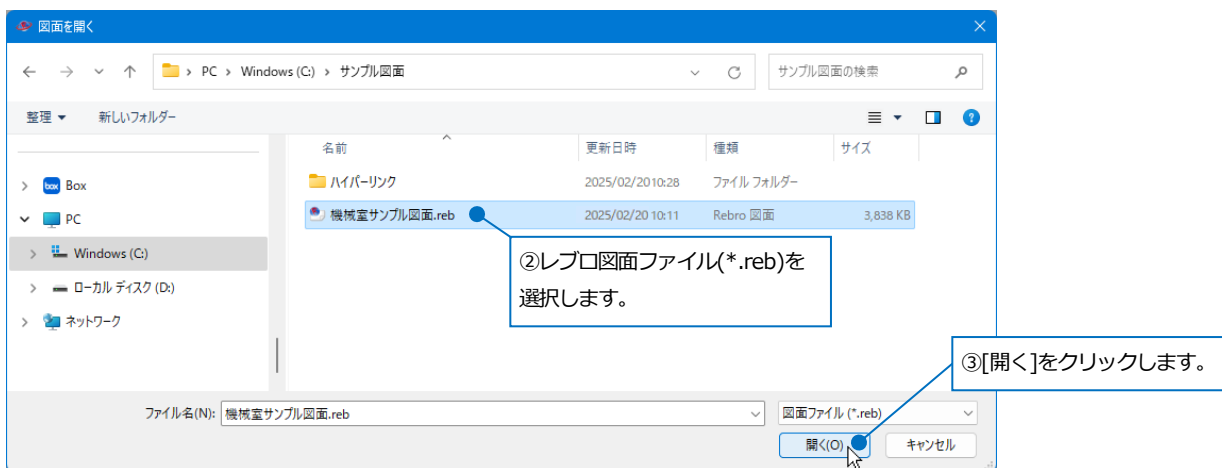 図面を開く
PC › Windows (C:) › サンプル図面
サンプル図面の検索
整理 新しいフォルダー
名前 更新日時 種類 サイズ
box Box
ハイパーリンク 2025/02/20 10:28 ファイル フォルダー
PC
機械室サンプル図面.reb 2025/02/20 10:11 Rebro 図面 3,838 KB
Windows (C:)
②レブロ図面ファイル(*.reb)を
選択します。
ローカル ディスク (D:)
ネットワーク
③[開く]をクリックします。
ファイル名(N): 機械室サンプル図面.reb 図面ファイル (*.reb)
開く(O) キャンセル